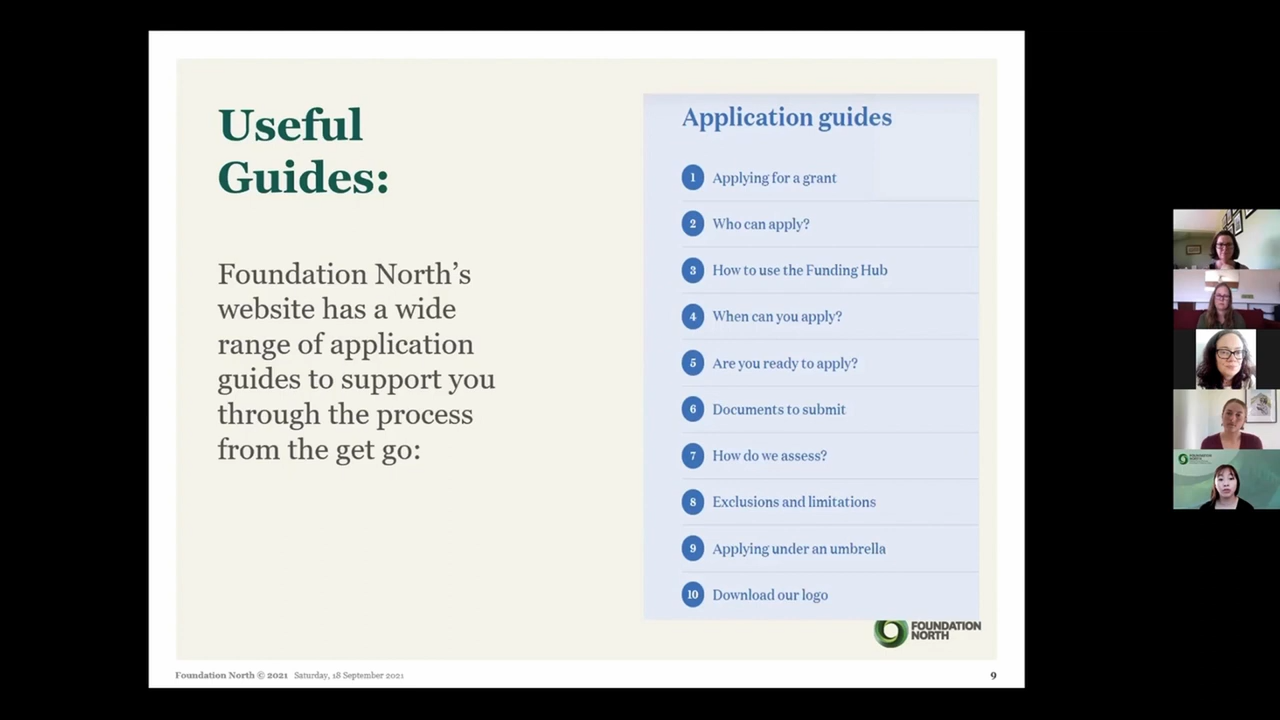 Useful
Guides:
Foundation North's
website has a wide
range of application
guides to support you
through the process
from the get go:
Application guides
1 Applying for a grant
2 Who can apply?
3 How to use the Funding Hub
4 When can you apply?
5 Are you ready to apply?
6 Documents to submit
7 How do we assess?
8 Exclusions and limitations
9 Applying under an umbrella
10 Download our logo
FOUNDATION
NORTH
Foundation North © 2021 Saturday, 18 September 2021
9
FOUNDATION
NORTH